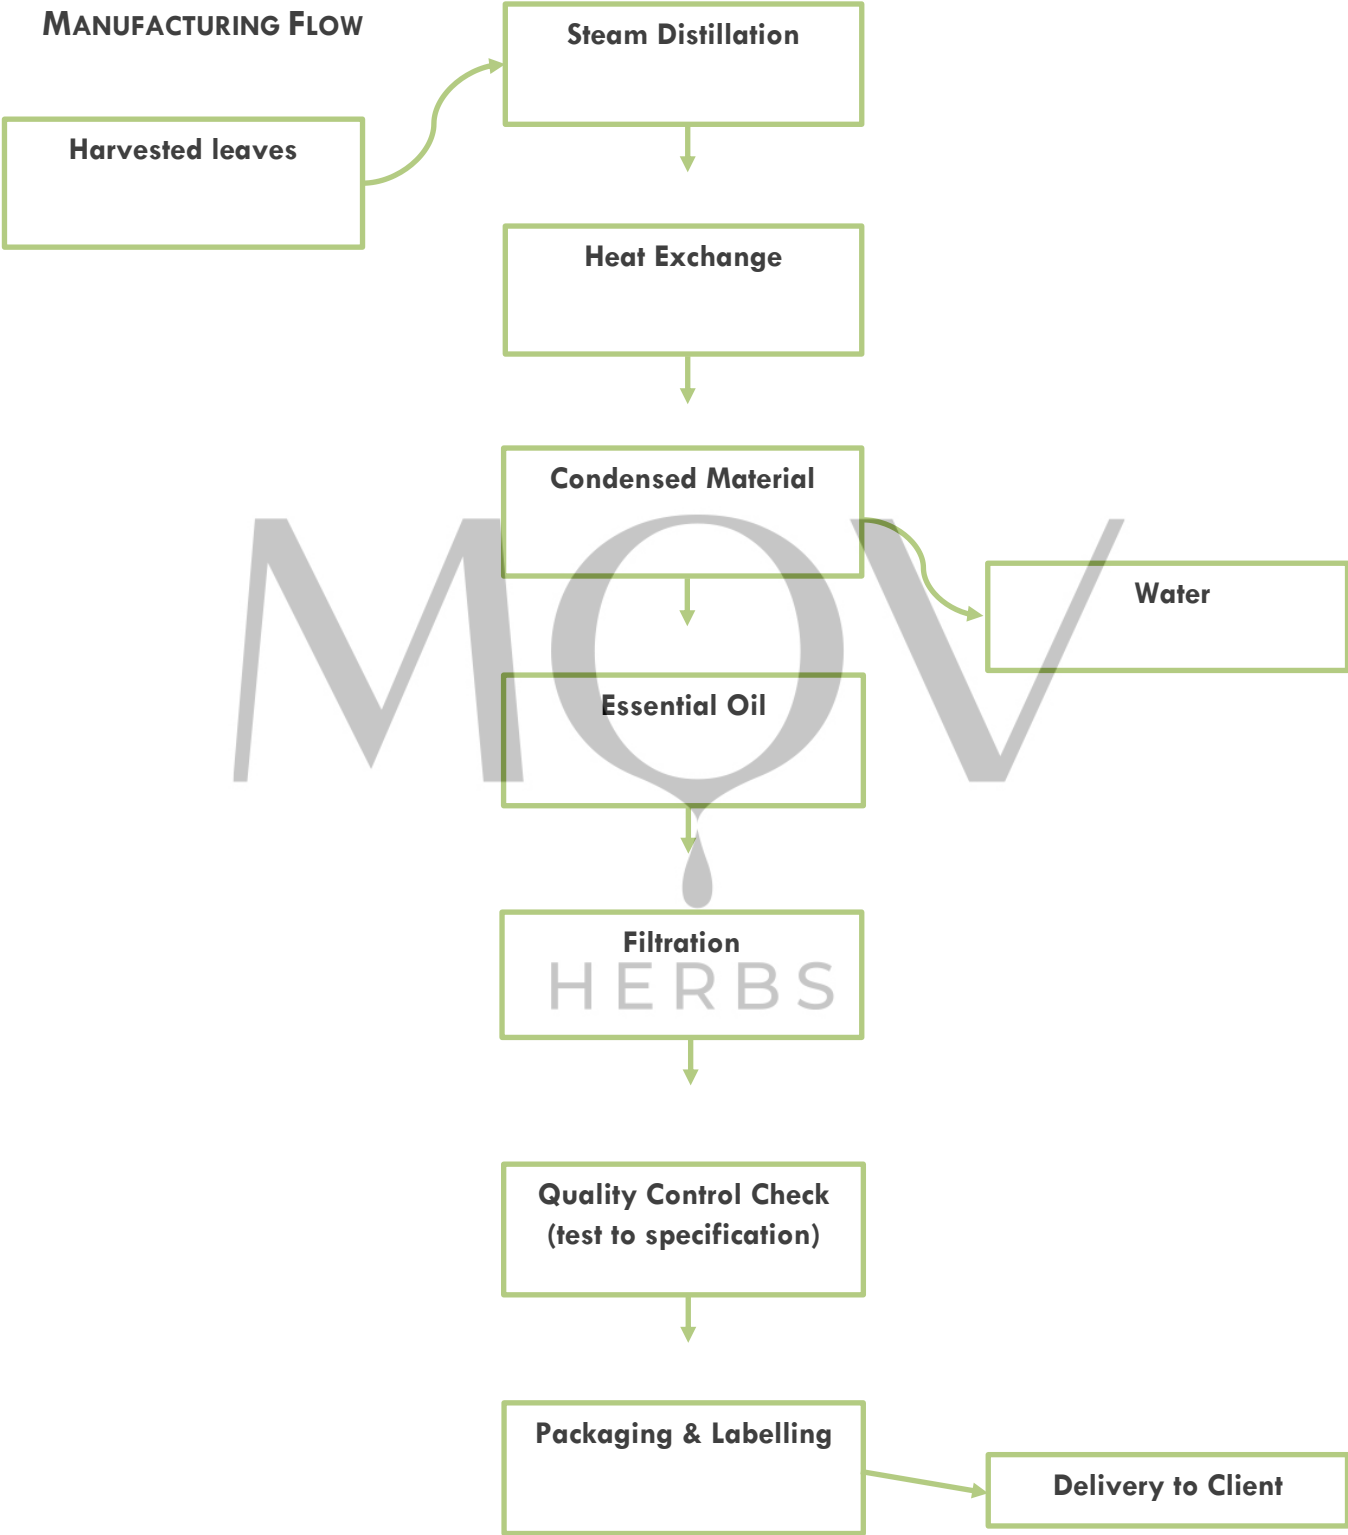 MANUFACTURING FLOW
Steam Distillation
Harvested leaves
Heat Exchange
Condensed Material
Water
Essential Oil
MOV
Filtration
HERBS
Quality Control Check
(test to specification)
Packaging & Labelling
Delivery to Client